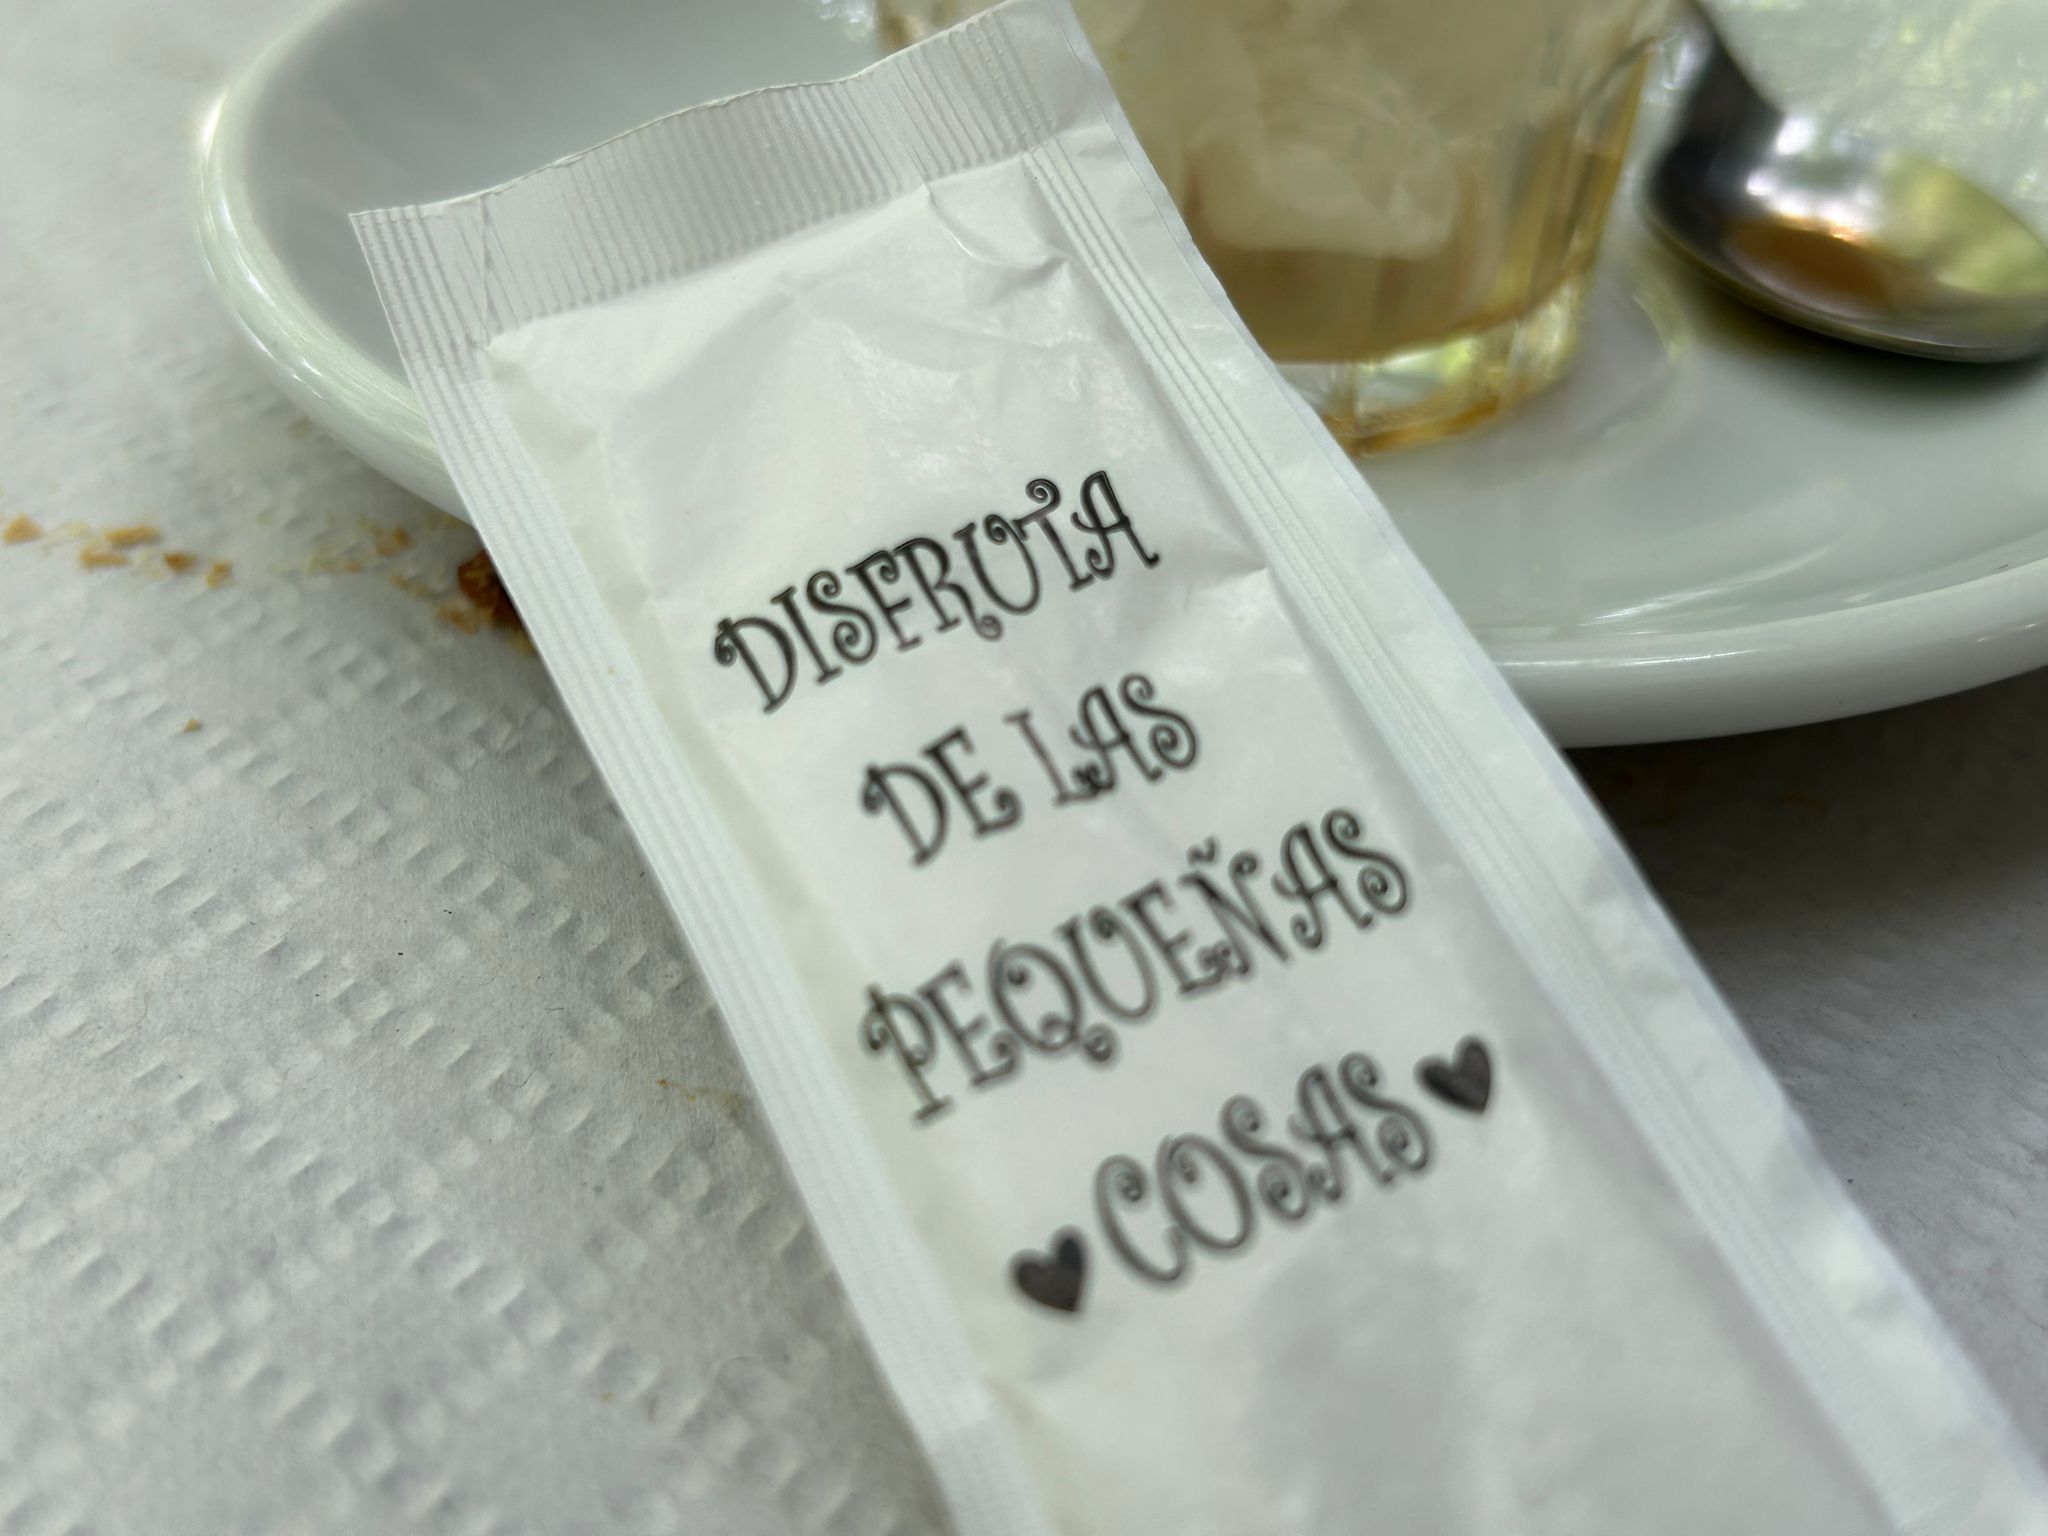 DISFRUTA
DE LAS
PEQUEÑAS
♥COSAS♥